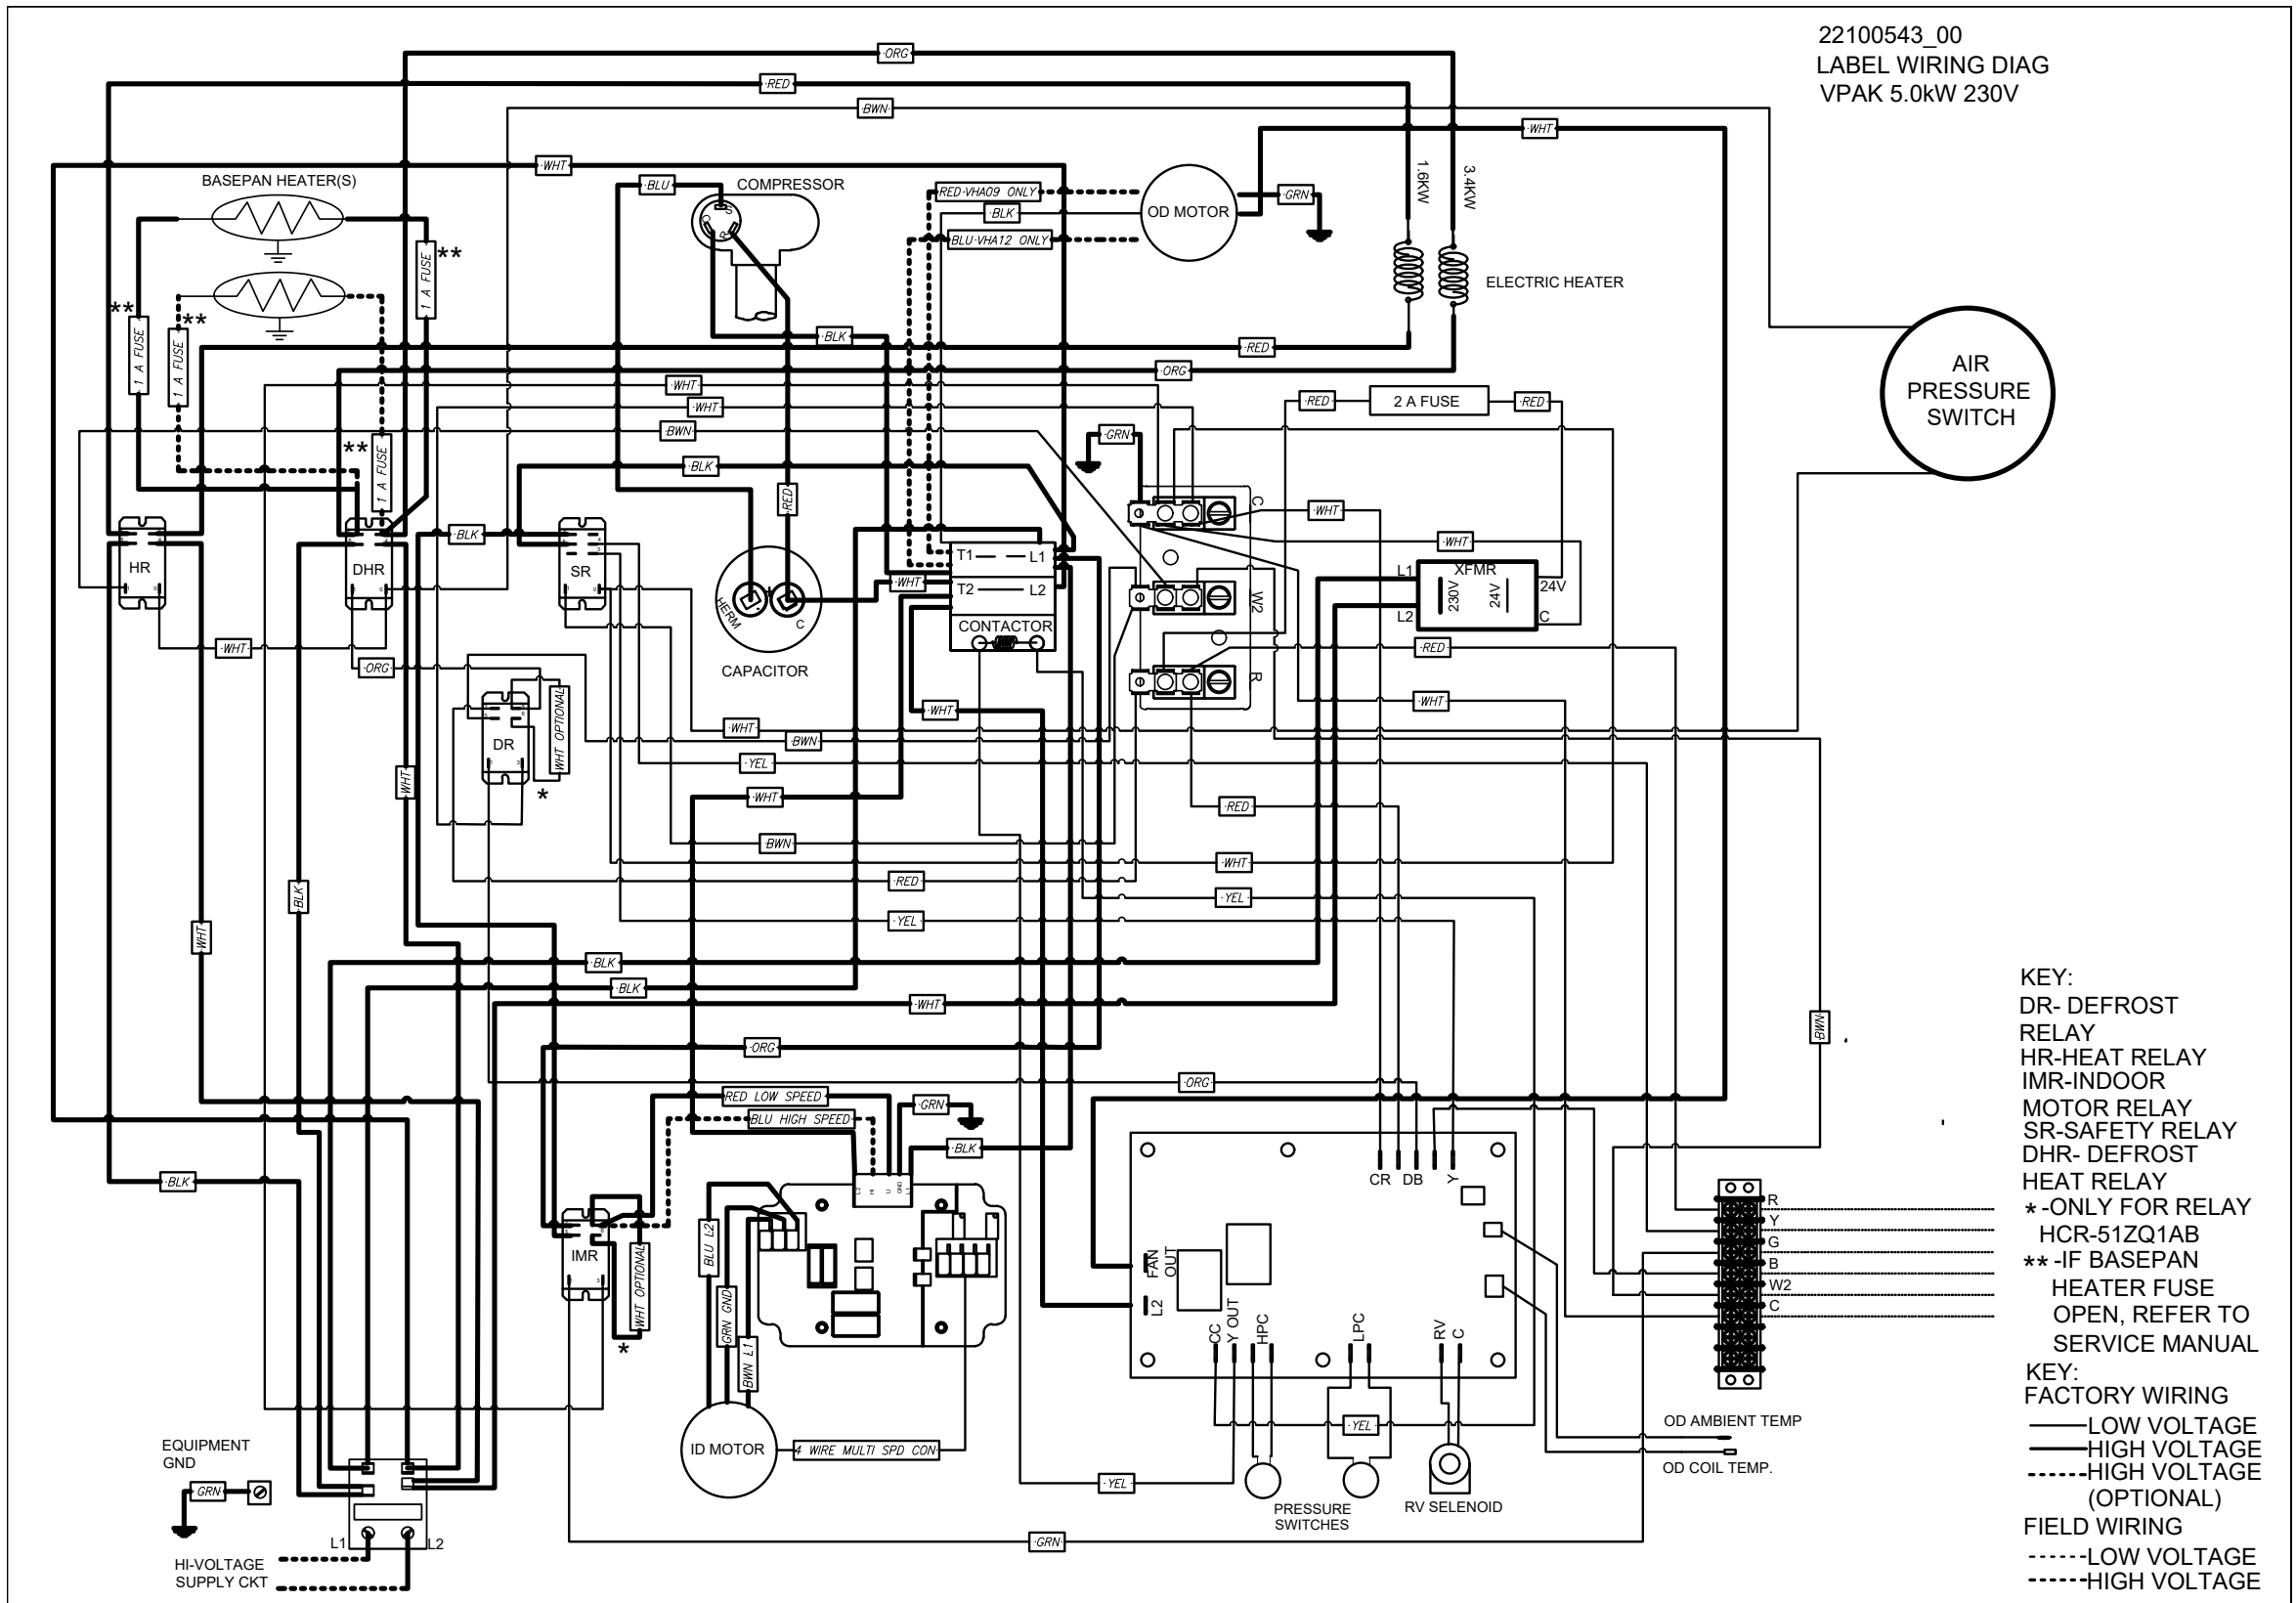 22100543_00
LABEL WIRING DIAG
VPAK 5.0kW 230V
ORG
RED
BWN
WHT
WHT
BASEPAN HEATER(S)
BLU
COMPRESSOR
S
C
R
RED-VHA09 ONLY
BLK
BLU-VHA12 ONLY
OD MOTOR
GRN
1.6KW
3.4KW
ELECTRIC HEATER
1 A FUSE
**
**
1 A FUSE
**
1 A FUSE
**
1 A FUSE
BLK
RED
ORG
WHT
WHT
BWN
BLK
RED
2 A FUSE
RED
GRN
AIR
PRESSURE
SWITCH
RED
BLK
HR
DHR
SR
C
WHT
WHT
T1
L1
T2
L2
CONTACTOR
WHT
HERM
C
CAPACITOR
W2
R
L1
L2
XFMR
230V
24V
24V
C
WHT
ORG
RED
WHT OPTIONAL
DR
*
WHT
WHT
BWN
YEL
WHT
WHT
WHT
RED
BWN
WHT
BLK
RED
YEL
WHT
YEL
BLK
BLK
WHT
ORG
BWN
ORG
RED LOW SPEED
BLU HIGH SPEED
GRN
BLK
BLK
L2
HI
GND
L1
CR
DB
Y
IMR
WHT OPTIONAL
*
BLU L2
GRN GND
BWN L1
FAN
OUT
L2
CC
Y OUT
HPC
LPC
RV
C
R
Y
G
B
W2
C
ID MOTOR
4 WIRE MULTI SPD CON
YEL
YEL
PRESSURE
SWITCHES
RV SELENOID
OD AMBIENT TEMP
OD COIL TEMP.
EQUIPMENT
GND
GRN
L1
L2
HI-VOLTAGE
SUPPLY CKT
GRN
KEY:
DR- DEFROST
RELAY
HR-HEAT RELAY
IMR-INDOOR
MOTOR RELAY
SR-SAFETY RELAY
DHR- DEFROST
HEAT RELAY
* -ONLY FOR RELAY
HCR-51ZQ1AB
** -IF BASEPAN
HEATER FUSE
OPEN, REFER TO
SERVICE MANUAL
KEY:
FACTORY WIRING
LOW VOLTAGE
HIGH VOLTAGE
HIGH VOLTAGE
(OPTIONAL)
FIELD WIRING
LOW VOLTAGE
HIGH VOLTAGE